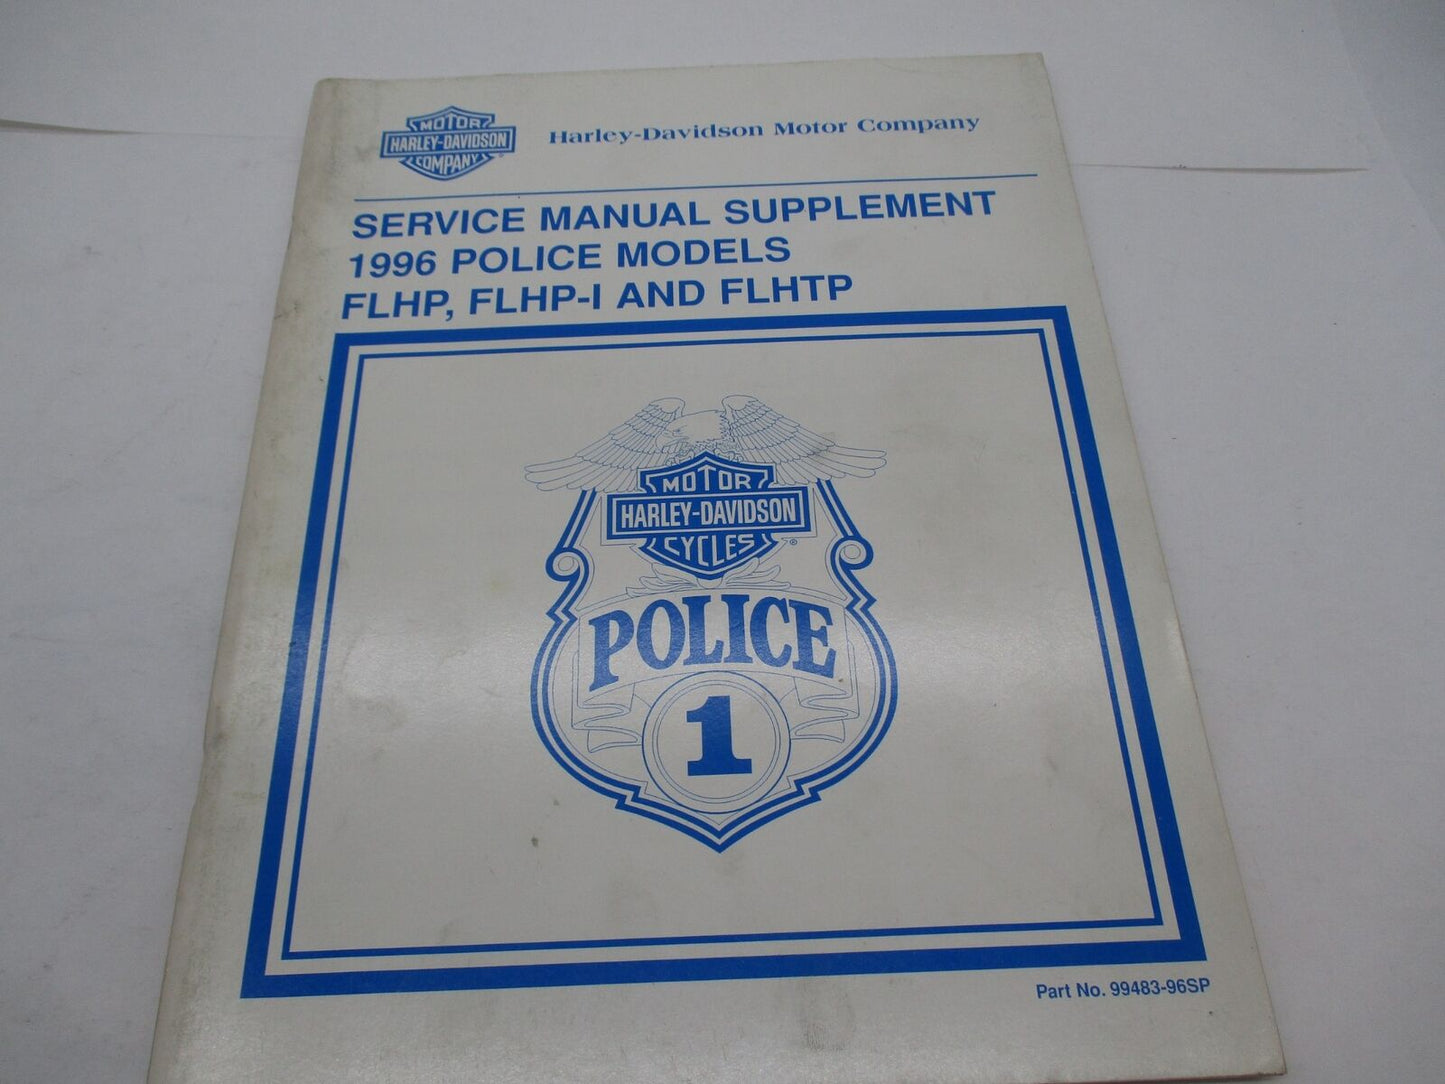 MOTOR
HARLEY-DAVIDSON
COMPANY
®
Harley-Davidson Motor Company
SERVICE MANUAL SUPPLEMENT
1996 POLICE MODELS
FLHP, FLHP-I AND FLHTP
MOTOR
HARLEY-DAVIDSON
CYCLES
®
POLICE
1
Part No. 99483-96SP